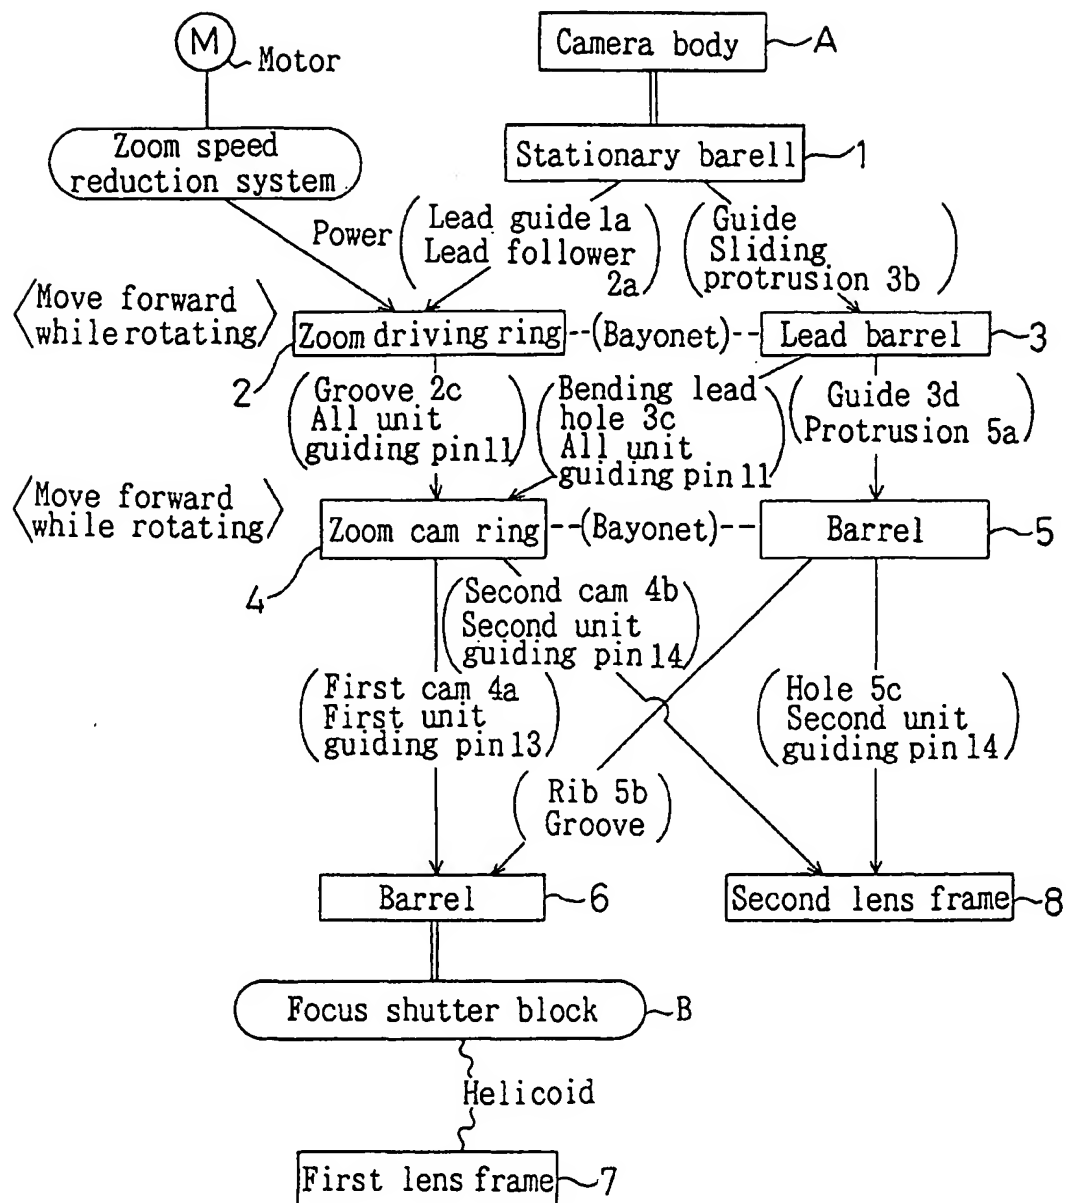 M
Motor
Camera body
A
Zoom speed
reduction system
Stationary barell
1
Power
Lead guide 1a
Lead follower
2a
Guide
Sliding
protrusion 3b
Move forward
while rotating
Zoom driving ring
(Bayonet)
Lead barrel
3
2
Groove 2c
All unit
guiding pin 11
Bending lead
hole 3c
All unit
guiding pin 11
Guide 3d
Protrusion 5a
Move forward
while rotating
Zoom cam ring
(Bayonet)
Barrel
5
4
Second cam 4b
Second unit
guiding pin 14
First cam 4a
First unit
guiding pin 13
Hole 5c
Second unit
guiding pin 14
Rib 5b
Groove
Barrel
6
Second lens frame
8
Focus shutter block
B
Helicoid
First lens frame
7